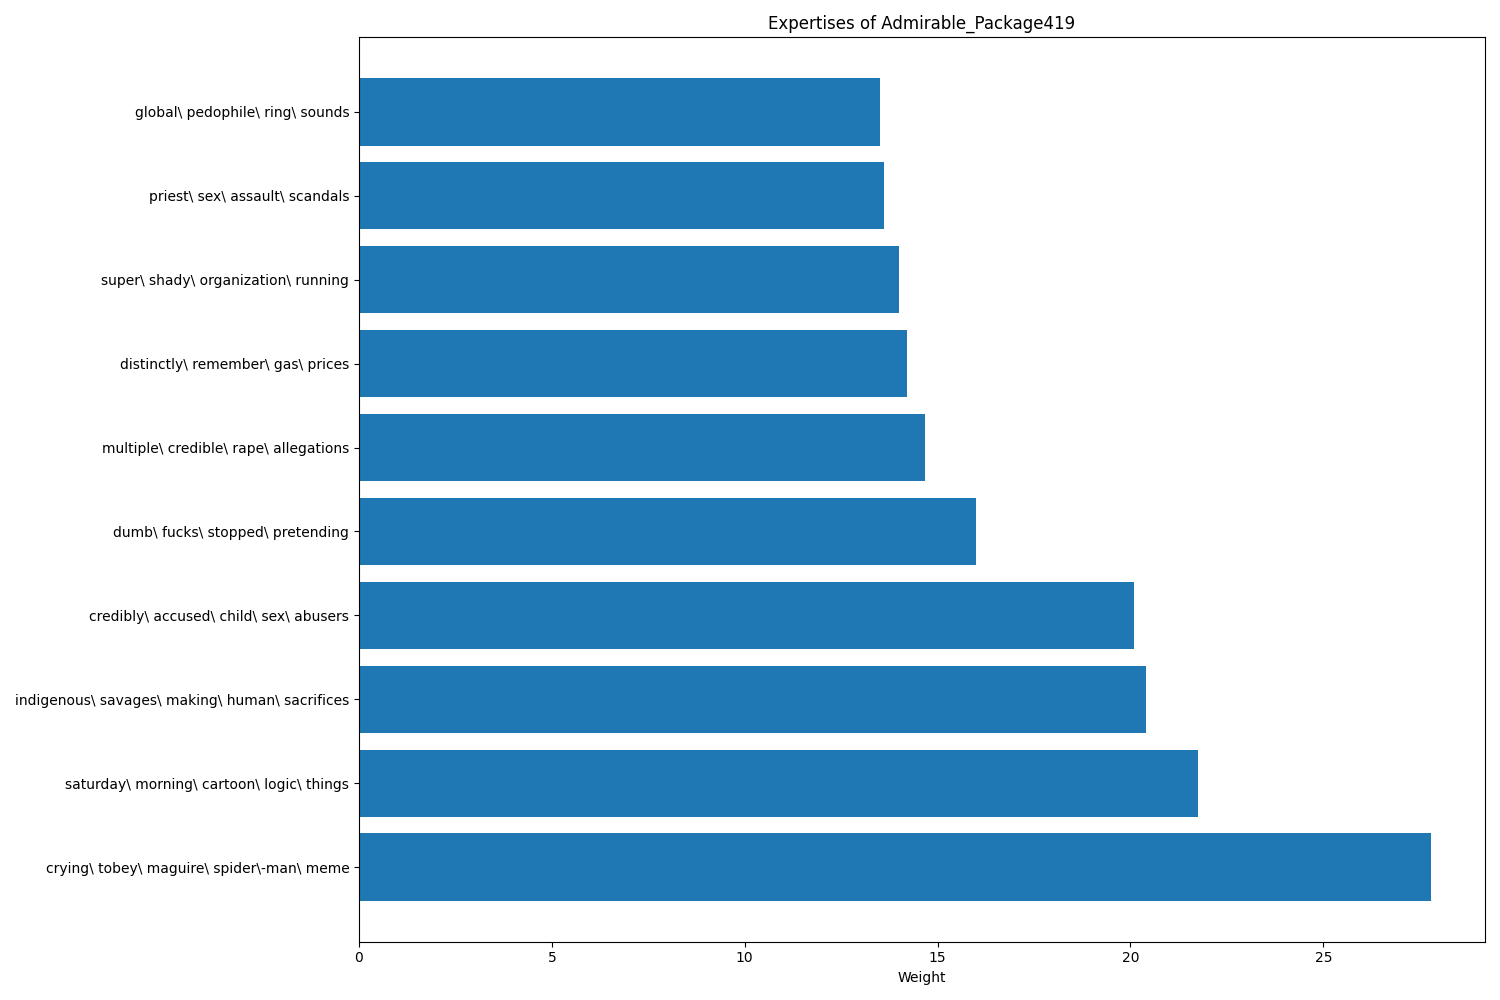 Expertises of Admirable_Package419
global\ pedophile\ ring\ sounds
priest\ sex\ assault\ scandals
super\ shady\ organization\ running
distinctly\ remember\ gas\ prices
multiple\ credible\ rape\ allegations
dumb\ fucks\ stopped\ pretending
credibly\ accused\ child\ sex\ abusers
indigenous\ savages\ making\ human\ sacrifices
saturday\ morning\ cartoon\ logic\ things
crying\ tobey\ maguire\ spider\-man\ meme
0 5 10 15 20 25
Weight